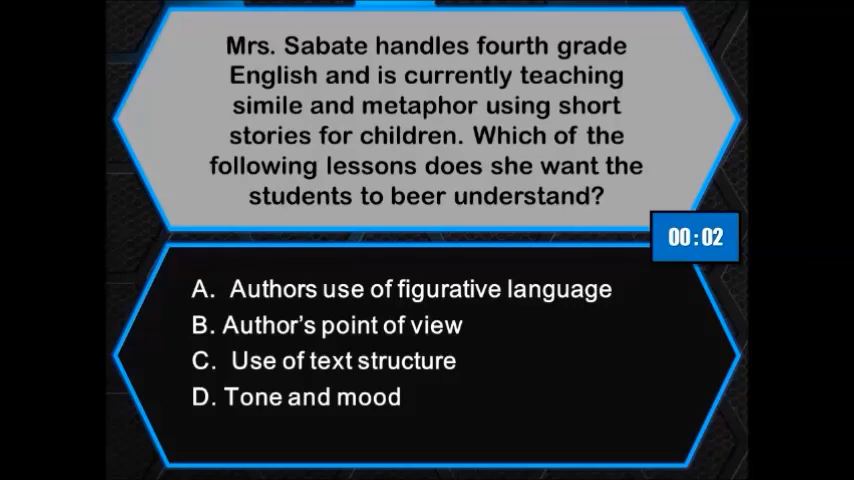 Mrs. Sabate handles fourth grade
English and is currently teaching
simile and metaphor using short
stories for children. Which of the
following lessons does she want the
students to beer understand?
00:02
A. Authors use of figurative language
B. Author's point of view
C. Use of text structure
D. Tone and mood